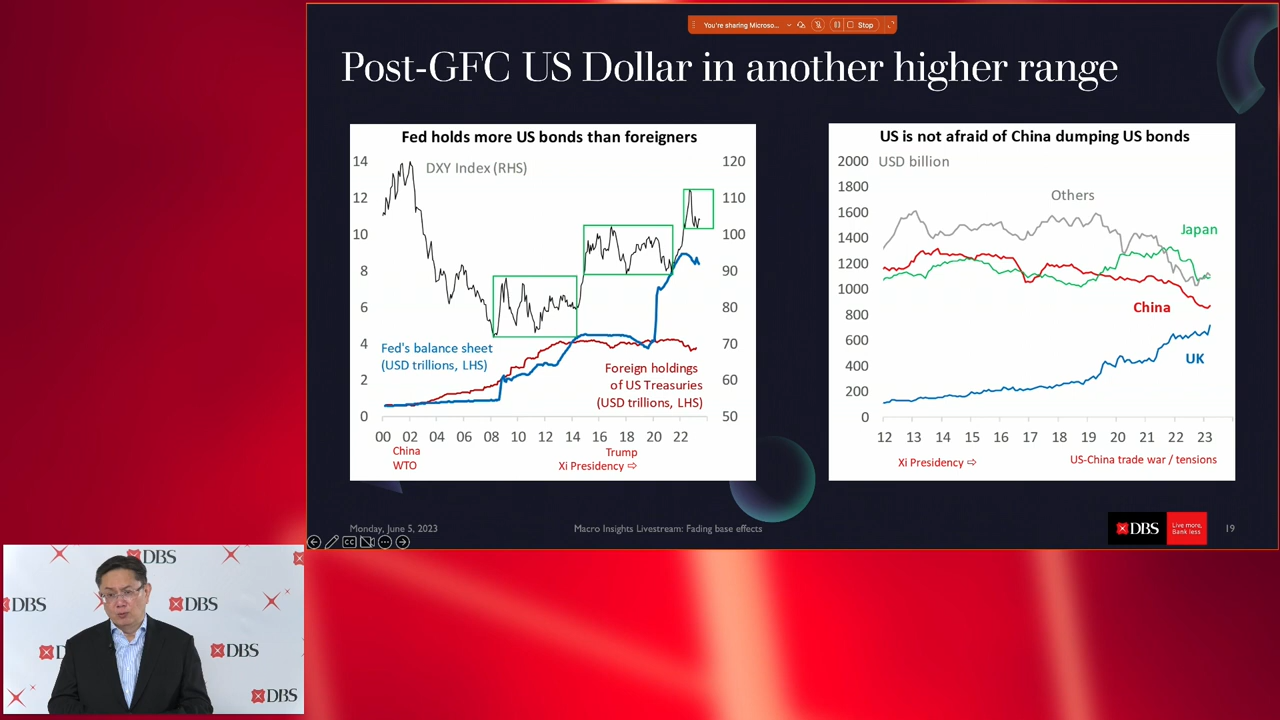 You're sharing Microso...
Stop
Post-GFC US Dollar in another higher range
Fed holds more US bonds than foreigners
14
12
10
8
6
4
2
0
DXY Index (RHS)
120
110
100
90
80
70
60
50
Fed's balance sheet
(USD trillions, LHS)
Foreign holdings
of US Treasuries
(USD trillions, LHS)
00 02 04 06 08 10 12 14 16 18 20 22
China
WTO
Trump
Xi Presidency ⇨
US is not afraid of China dumping US bonds
2000
1800
1600
1400
1200
1000
800
600
400
200
0
USD billion
Others
Japan
China
UK
12 13 14 15 16 17 18 19 20 21 22 23
Xi Presidency ⇨
US-China trade war / tensions
Monday, June 5, 2023
Macro Insights Livestream: Fading base effects
DBS
Live more,
Bank less
19
CC
DBS
DBS
DBS
DBS
D
DBS